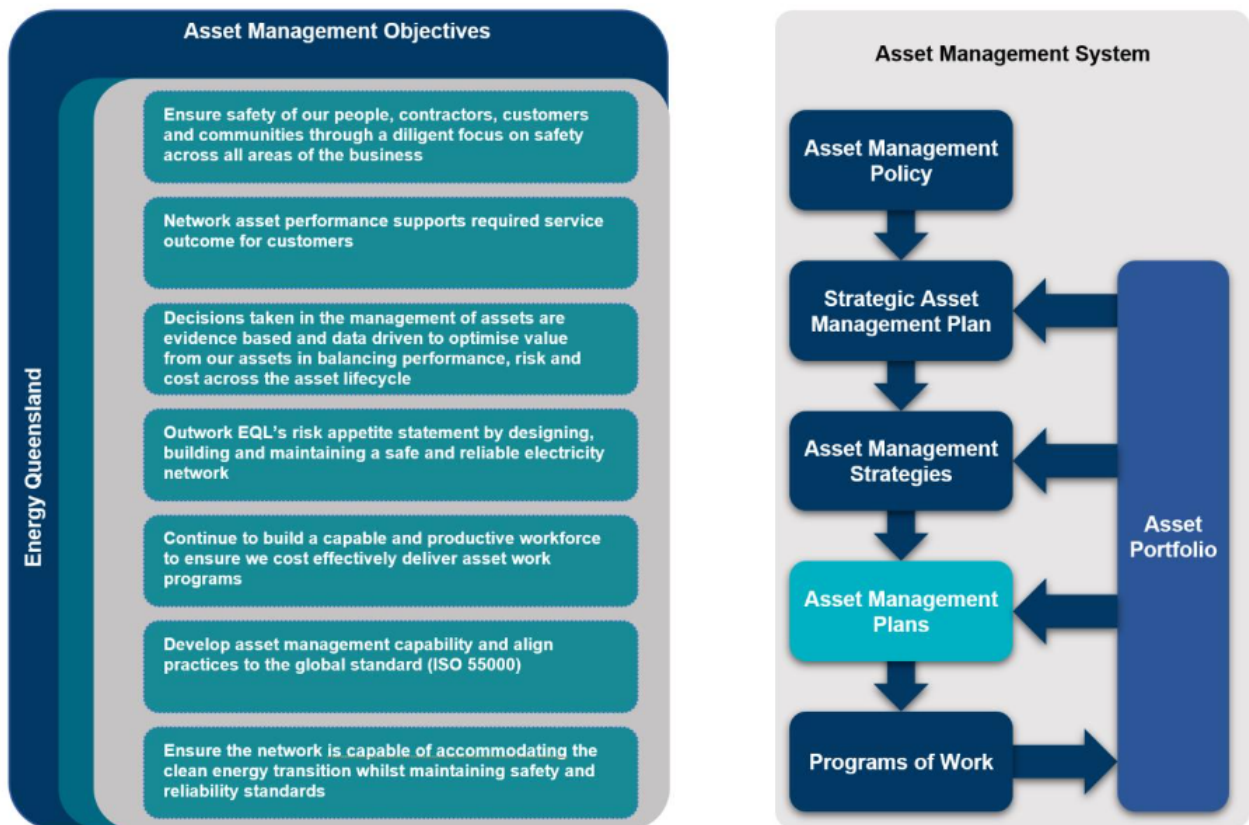 Asset Management Objectives
Energy Queensland
Ensure safety of our people, contractors, customers
and communities through a diligent focus on safety
across all areas of the business
Network asset performance supports required service
outcome for customers
Decisions taken in the management of assets are
evidence based and data driven to optimise value
from our assets in balancing performance, risk and
cost across the asset lifecycle
Outwork EQL's risk appetite statement by designing,
building and maintaining a safe and reliable electricity
network
Continue to build a capable and productive workforce
to ensure we cost effectively deliver asset work
programs
Develop asset management capability and align
practices to the global standard (ISO 55000)
Ensure the network is capable of accommodating the
clean energy transition whilst maintaining safety and
reliability standards
Asset Management System
Asset Management
Policy
Strategic Asset
Management Plan
Asset Management
Strategies
Asset Management
Plans
Programs of Work
Asset
Portfolio